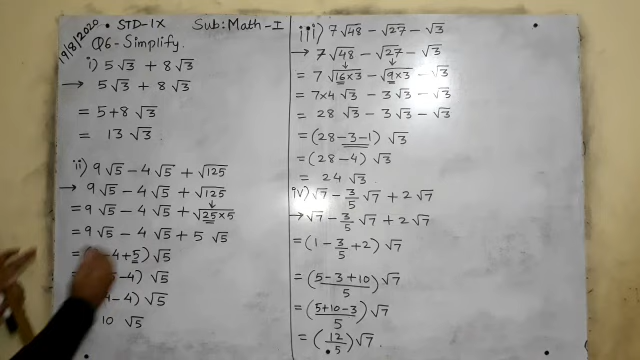 19/8/2020 • STD-IX Sub: Math-I
Q6-Simplify.
i) 5√3 + 8√3
→ 5√3 + 8√3
= 5+8 √3
= 13 √3.
ii) 9√5 − 4√5 + √125
→ 9√5 − 4√5 + √125
= 9√5 − 4√5 + √25×5
= 9√5 − 4√5 + 5 √5
= −4+5)√5
−4) √5
−4) √5
10 √5
iii) 7√48 − √27 − √3
→ 7√48 − √27 − √3
= 7√16×3 − √9×3 − √3
= 7×4 √3 − 3√3 − √3
= 28 √3 − 3√3 − √3
= (28−3−1) √3
= (28−4) √3
= 24 √3.
iv) √7 − 3/5 √7 + 2√7
→ √7 − 3/5 √7 + 2√7
= (1 − 3/5 + 2) √7
= (5−3+10/5) √7
= (5+10−3/5) √7
= (12/5) √7.